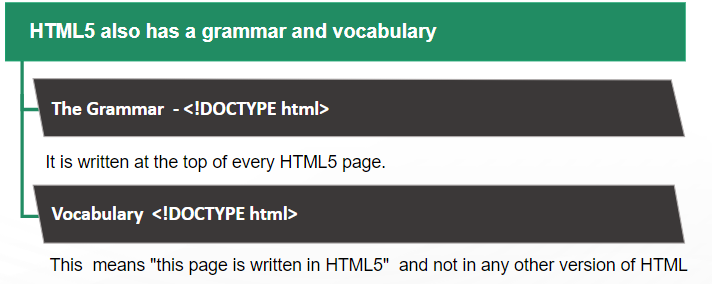 HTML5 also has a grammar and vocabulary
The Grammar - <!DOCTYPE html>
It is written at the top of every HTML5 page.
Vocabulary <!DOCTYPE html>
This means "this page is written in HTML5" and not in any other version of HTML